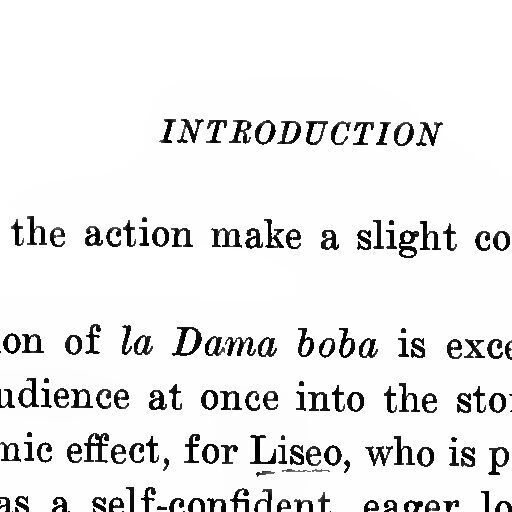 INTRODUCTION
the action make a slight co
on of la Dama boba is exce
udience at once into the sto
mic effect, for Liseo, who is p
as a self-confident, eager lo